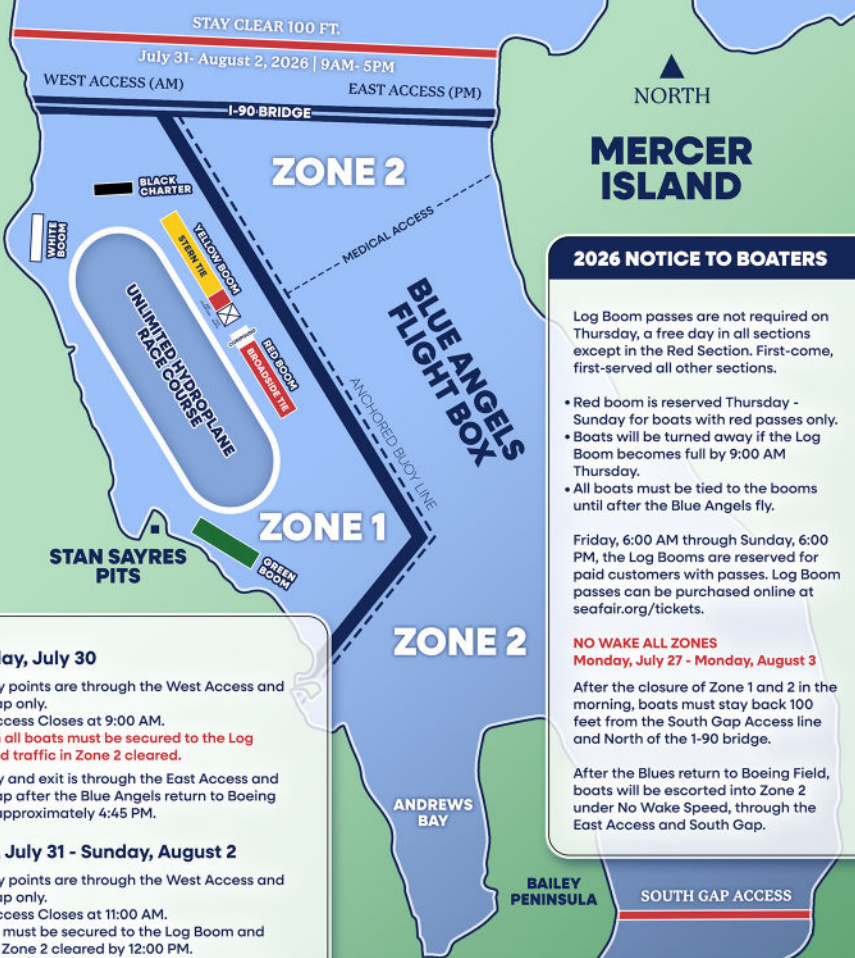 STAY CLEAR 100 FT.
July 31- August 2, 2026 | 9AM- 5PM
WEST ACCESS (AM)
EAST ACCESS (PM)
I-90 BRIDGE
NORTH
MERCER
ISLAND
ZONE 2
BLACK
CHARTER
WHITE
BOOM
YELLOW BOOM
STERN TIE
MEDICAL ACCESS
RED BOOM
BROADSIDE TIE
UNLIMITED HYDROPLANE
RACE COURSE
BLUE ANGELS
FLIGHT BOX
ANCHORED BUOY LINE
ZONE 1
STAN SAYRES
PITS
GREEN
BOOM
ZONE 2
ANDREWS
BAY
BAILEY
PENINSULA
SOUTH GAP ACCESS
2026 NOTICE TO BOATERS
Log Boom passes are not required on
Thursday, a free day in all sections
except in the Red Section. First-come,
first-served all other sections.
• Red boom is reserved Thursday -
Sunday for boats with red passes only.
• Boats will be turned away if the Log
Boom becomes full by 9:00 AM
Thursday.
• All boats must be tied to the booms
until after the Blue Angels fly.
Friday, 6:00 AM through Sunday, 6:00
PM, the Log Booms are reserved for
paid customers with passes. Log Boom
passes can be purchased online at
seafair.org/tickets.
NO WAKE ALL ZONES
Monday, July 27 - Monday, August 3
After the closure of Zone 1 and 2 in the
morning, boats must stay back 100
feet from the South Gap Access line
and North of the 1-90 bridge.
After the Blues return to Boeing Field,
boats will be escorted into Zone 2
under No Wake Speed, through the
East Access and South Gap.
ay, July 30
y points are through the West Access and
ap only.
ccess Closes at 9:00 AM.
all boats must be secured to the Log
d traffic in Zone 2 cleared.
y and exit is through the East Access and
ap after the Blue Angels return to Boeing
approximately 4:45 PM.
July 31 - Sunday, August 2
y points are through the West Access and
ap only.
ccess Closes at 11:00 AM.
must be secured to the Log Boom and
Zone 2 cleared by 12:00 PM.